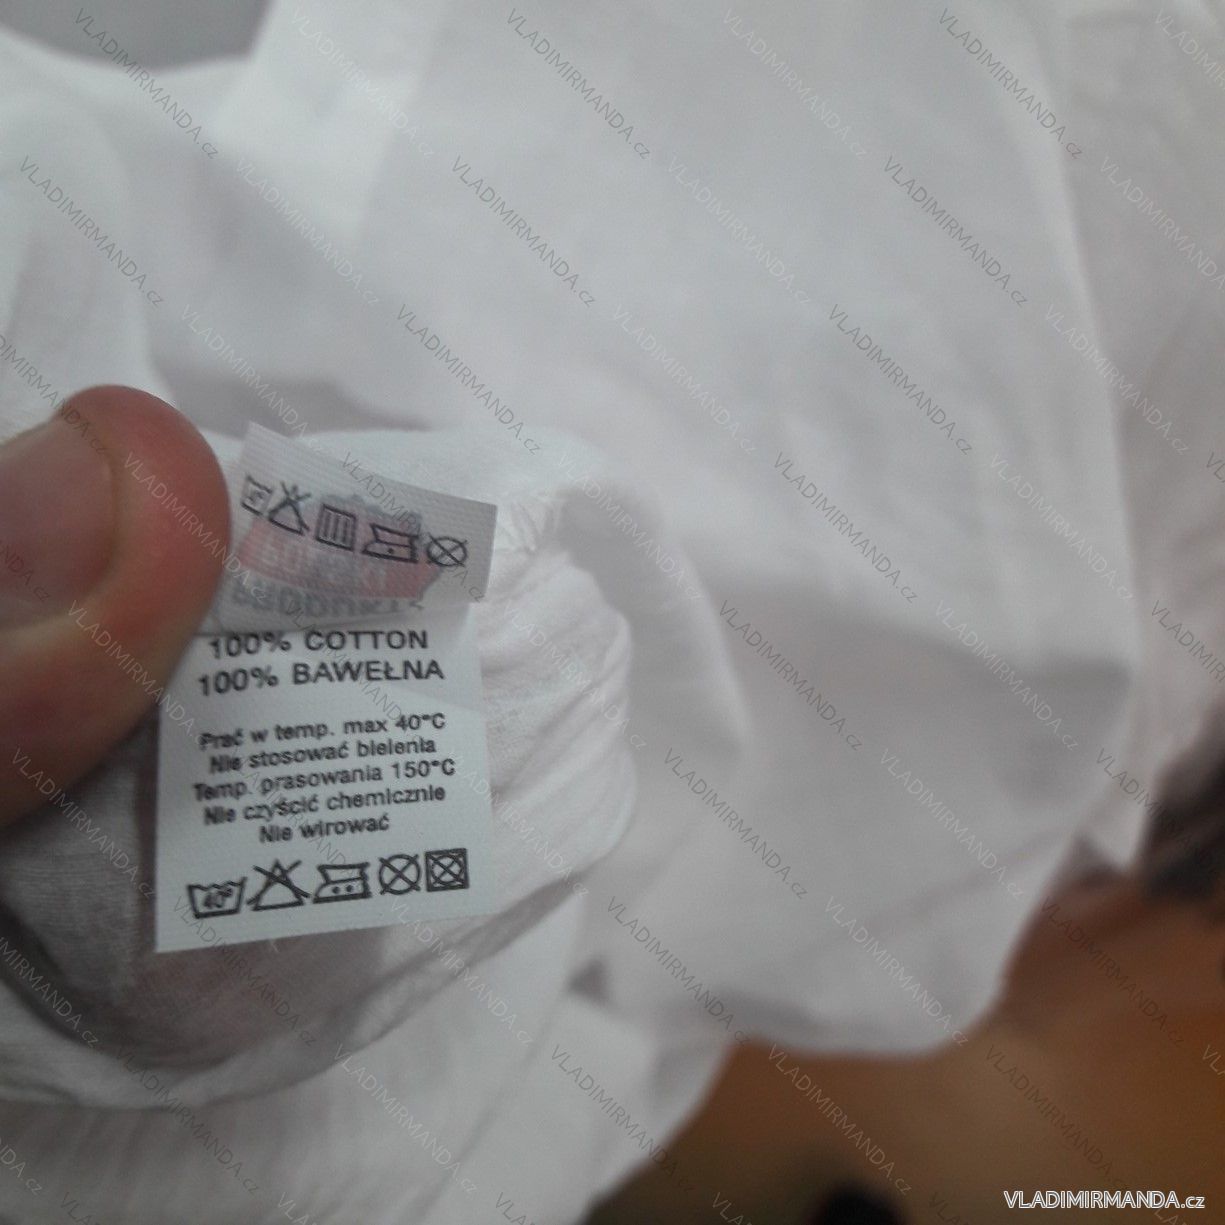 100% COTTON
100% BAWEŁNA
Prać w temp. max 40°C
Nie stosować bielenia
Temp. prasowania 150°C
Nie czyścić chemicznie
Nie wirować
40°
VLADIMIRMANDA.cz